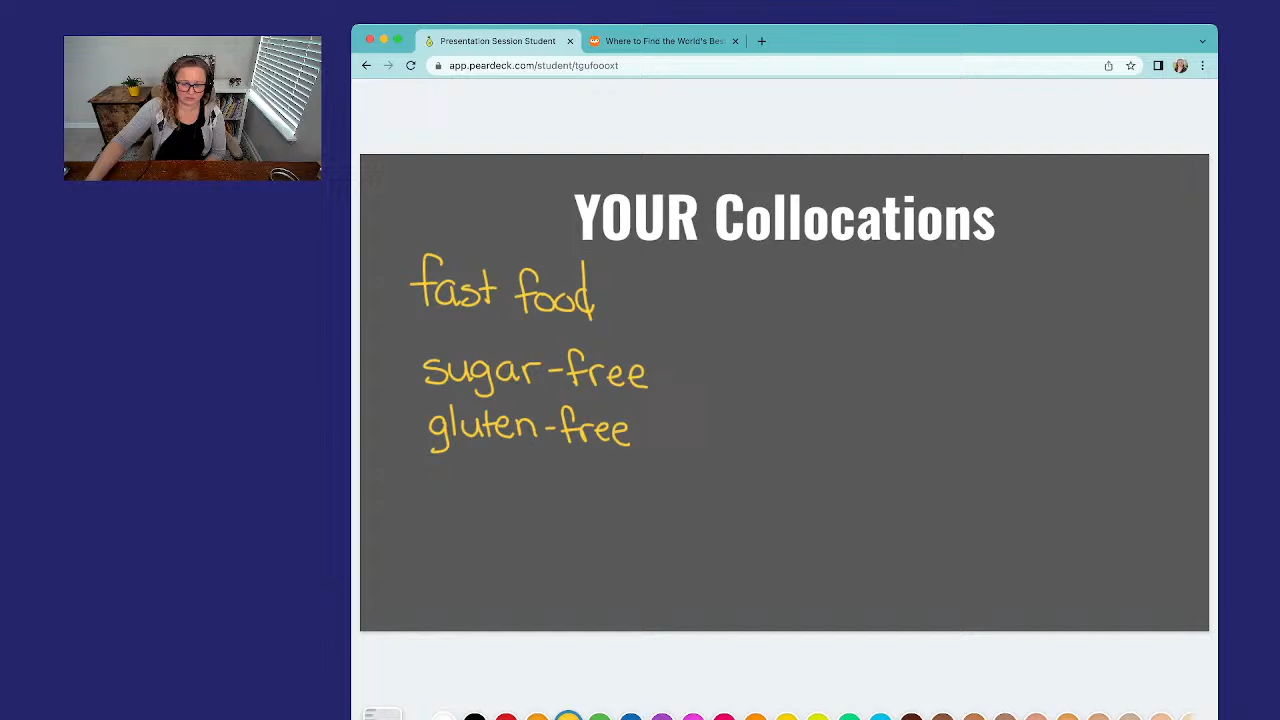 Presentation Session Student
Where to Find the World's Bes
app.peardeck.com/student/tgufoooxt
YOUR Collocations
fast food
sugar-free
gluten-free